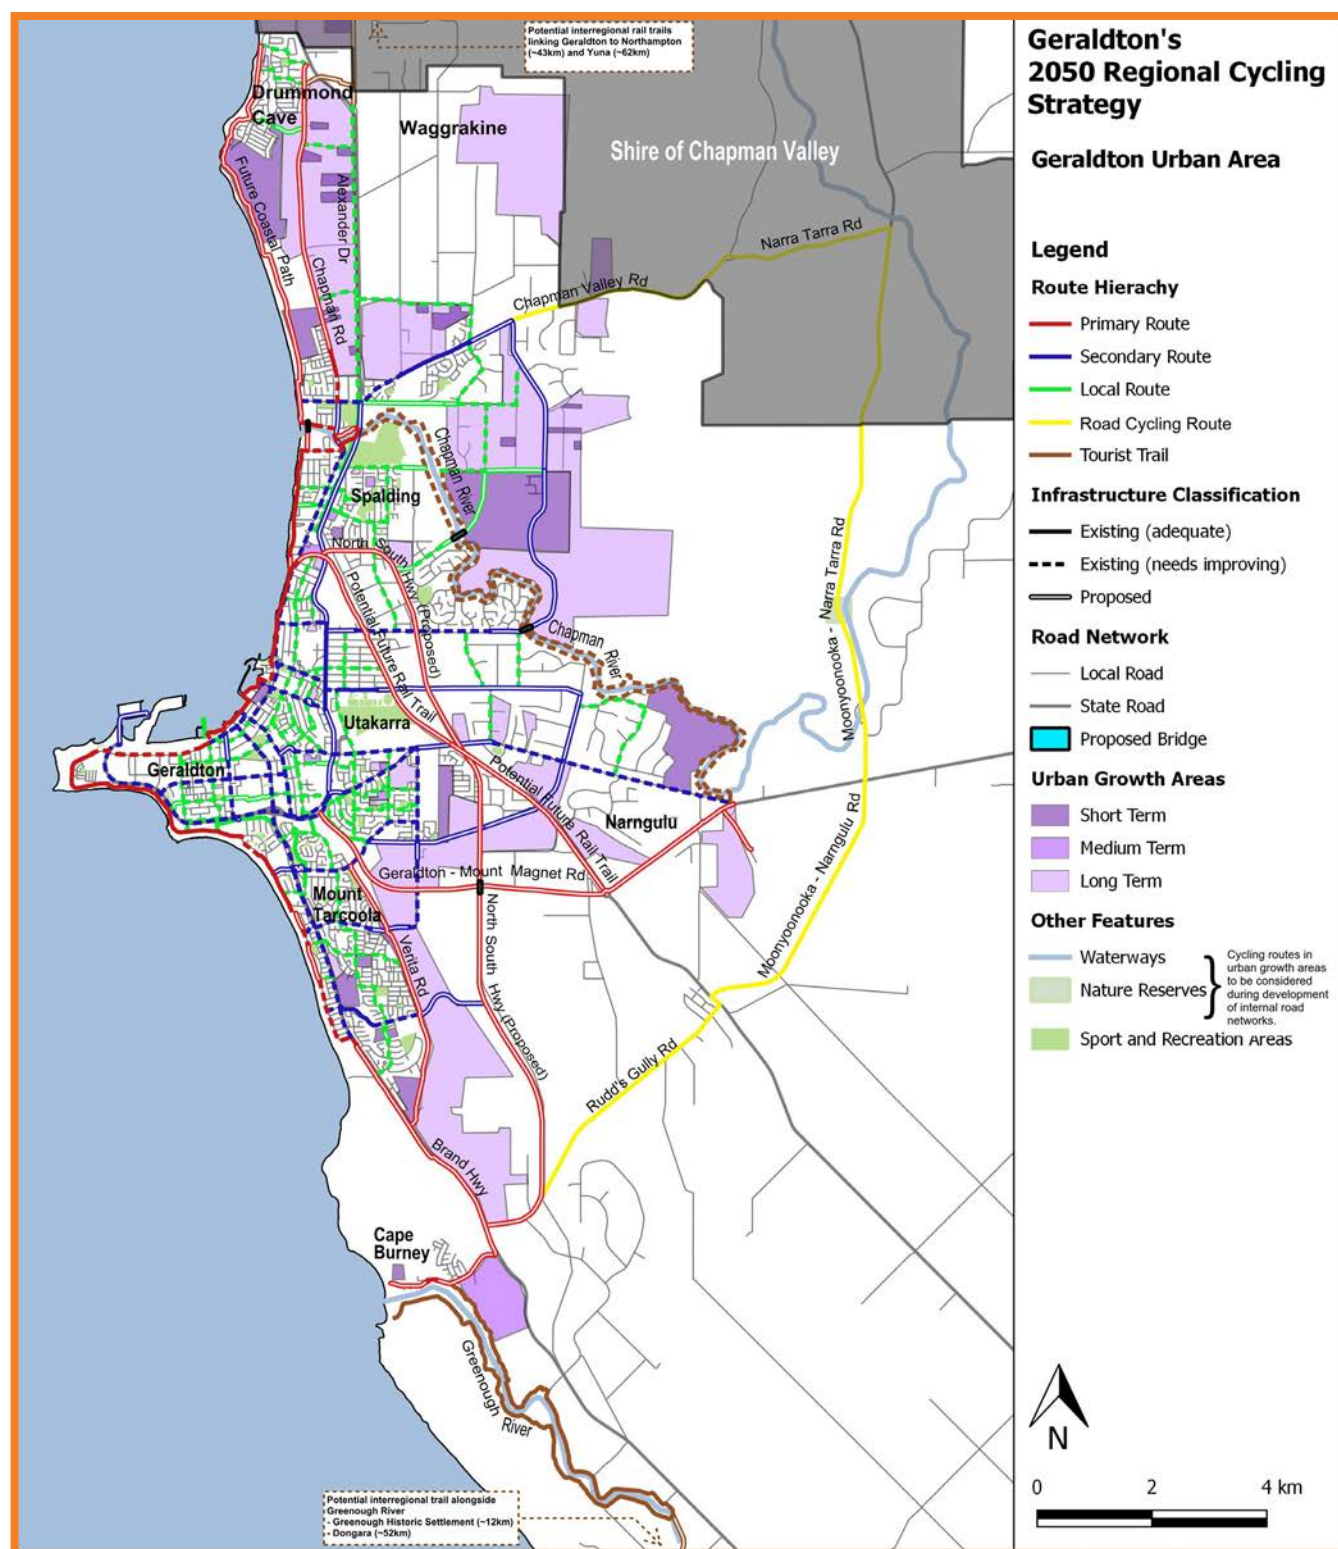 Potential interregional rail trails
linking Geraldton to Northampton
(~43km) and Yuna (~62km)
Drummond
Cave
Waggrakine
Shire of Chapman Valley
Future Coastal Path
Alexander Dr
Chapman Rd
Narra Tarra Rd
Chapman Valley Rd
Chapman River
Spalding
North South Hwy (Proposed)
Potential Future Rail Trail
Moonyoonooka - Narra Tarra Rd
Chapman River
Utakarra
Geraldton
Potential Future Rail Trail
Narngulu
Geraldton - Mount Magnet Rd
Mount
Tarcoola
Verita Rd
North South Hwy (Proposed)
Moonyoonooka - Narngulu Rd
Rudd's Gully Rd
Brand Hwy
Cape
Burney
Greenough River
Potential interregional trail alongside
Greenough River
- Greenough Historic Settlement (~12km)
- Dongara (~52km)
Geraldton's
2050 Regional Cycling
Strategy
Geraldton Urban Area
Legend
Route Hierachy
Primary Route
Secondary Route
Local Route
Road Cycling Route
Tourist Trail
Infrastructure Classification
Existing (adequate)
Existing (needs improving)
Proposed
Road Network
Local Road
State Road
Proposed Bridge
Urban Growth Areas
Short Term
Medium Term
Long Term
Other Features
Waterways
Nature Reserves
Cycling routes in
urban growth areas
to be considered
during development
of internal road
networks.
Sport and Recreation Areas
N
0 2 4 km